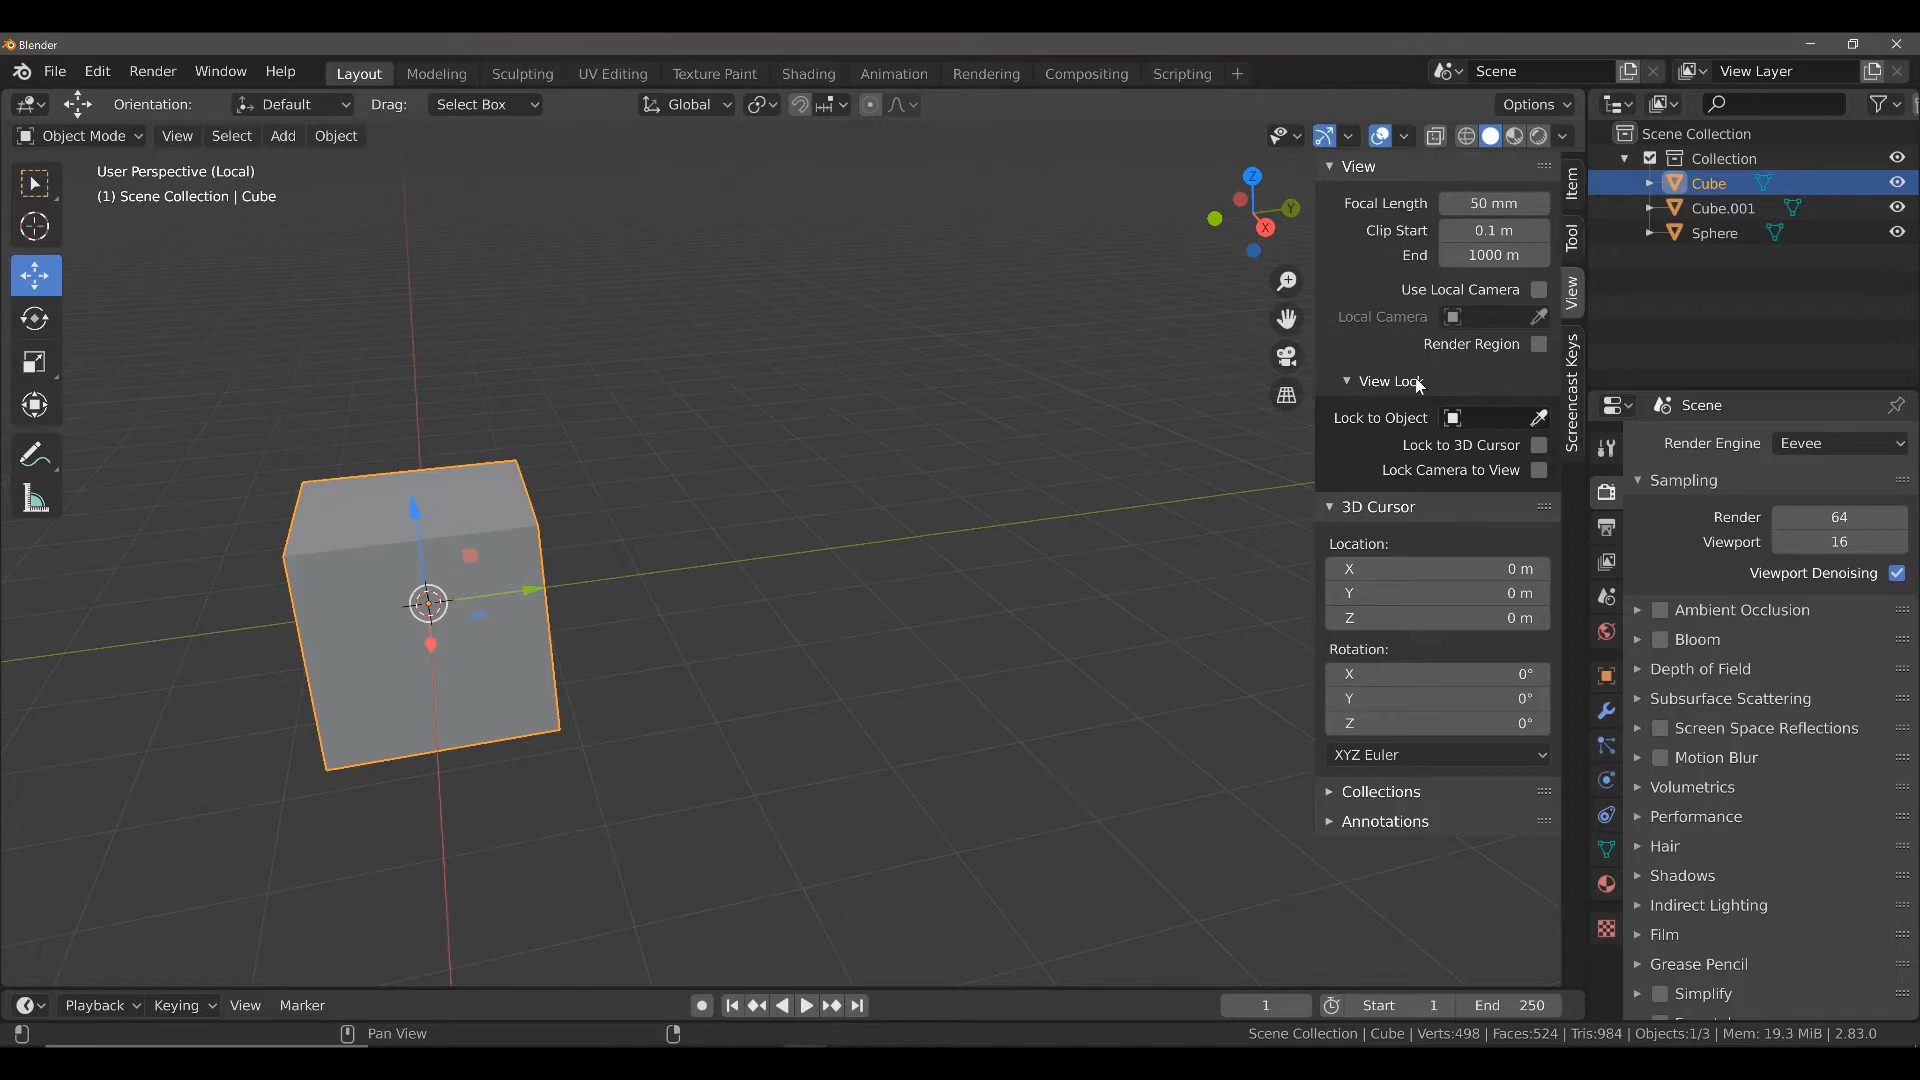 Blender
File Edit Render Window Help Layout Modeling Sculpting UV Editing Texture Paint Shading Animation Rendering Compositing Scripting + Scene View Layer
Orientation: Default Drag: Select Box Global Options
Object Mode View Select Add Object
User Perspective (Local)
(1) Scene Collection | Cube
Z
Y
X
View
Focal Length 50 mm
Clip Start 0.1 m
End 1000 m
Use Local Camera
Local Camera
Render Region
View Lock
Lock to Object
Lock to 3D Cursor
Lock Camera to View
3D Cursor
Location:
X 0 m
Y 0 m
Z 0 m
Rotation:
X 0°
Y 0°
Z 0°
XYZ Euler
Collections
Annotations
Item
Tool
View
Screencast Keys
Scene Collection
Collection
Cube
Cube.001
Sphere
Scene
Render Engine Eevee
Sampling
Render 64
Viewport 16
Viewport Denoising
Ambient Occlusion
Bloom
Depth of Field
Subsurface Scattering
Screen Space Reflections
Motion Blur
Volumetrics
Performance
Hair
Shadows
Indirect Lighting
Film
Grease Pencil
Simplify
Playback Keying View Marker 1 Start 1 End 250
Pan View Scene Collection | Cube | Verts:498 | Faces:524 | Tris:984 | Objects:1/3 | Mem: 19.3 MiB | 2.83.0